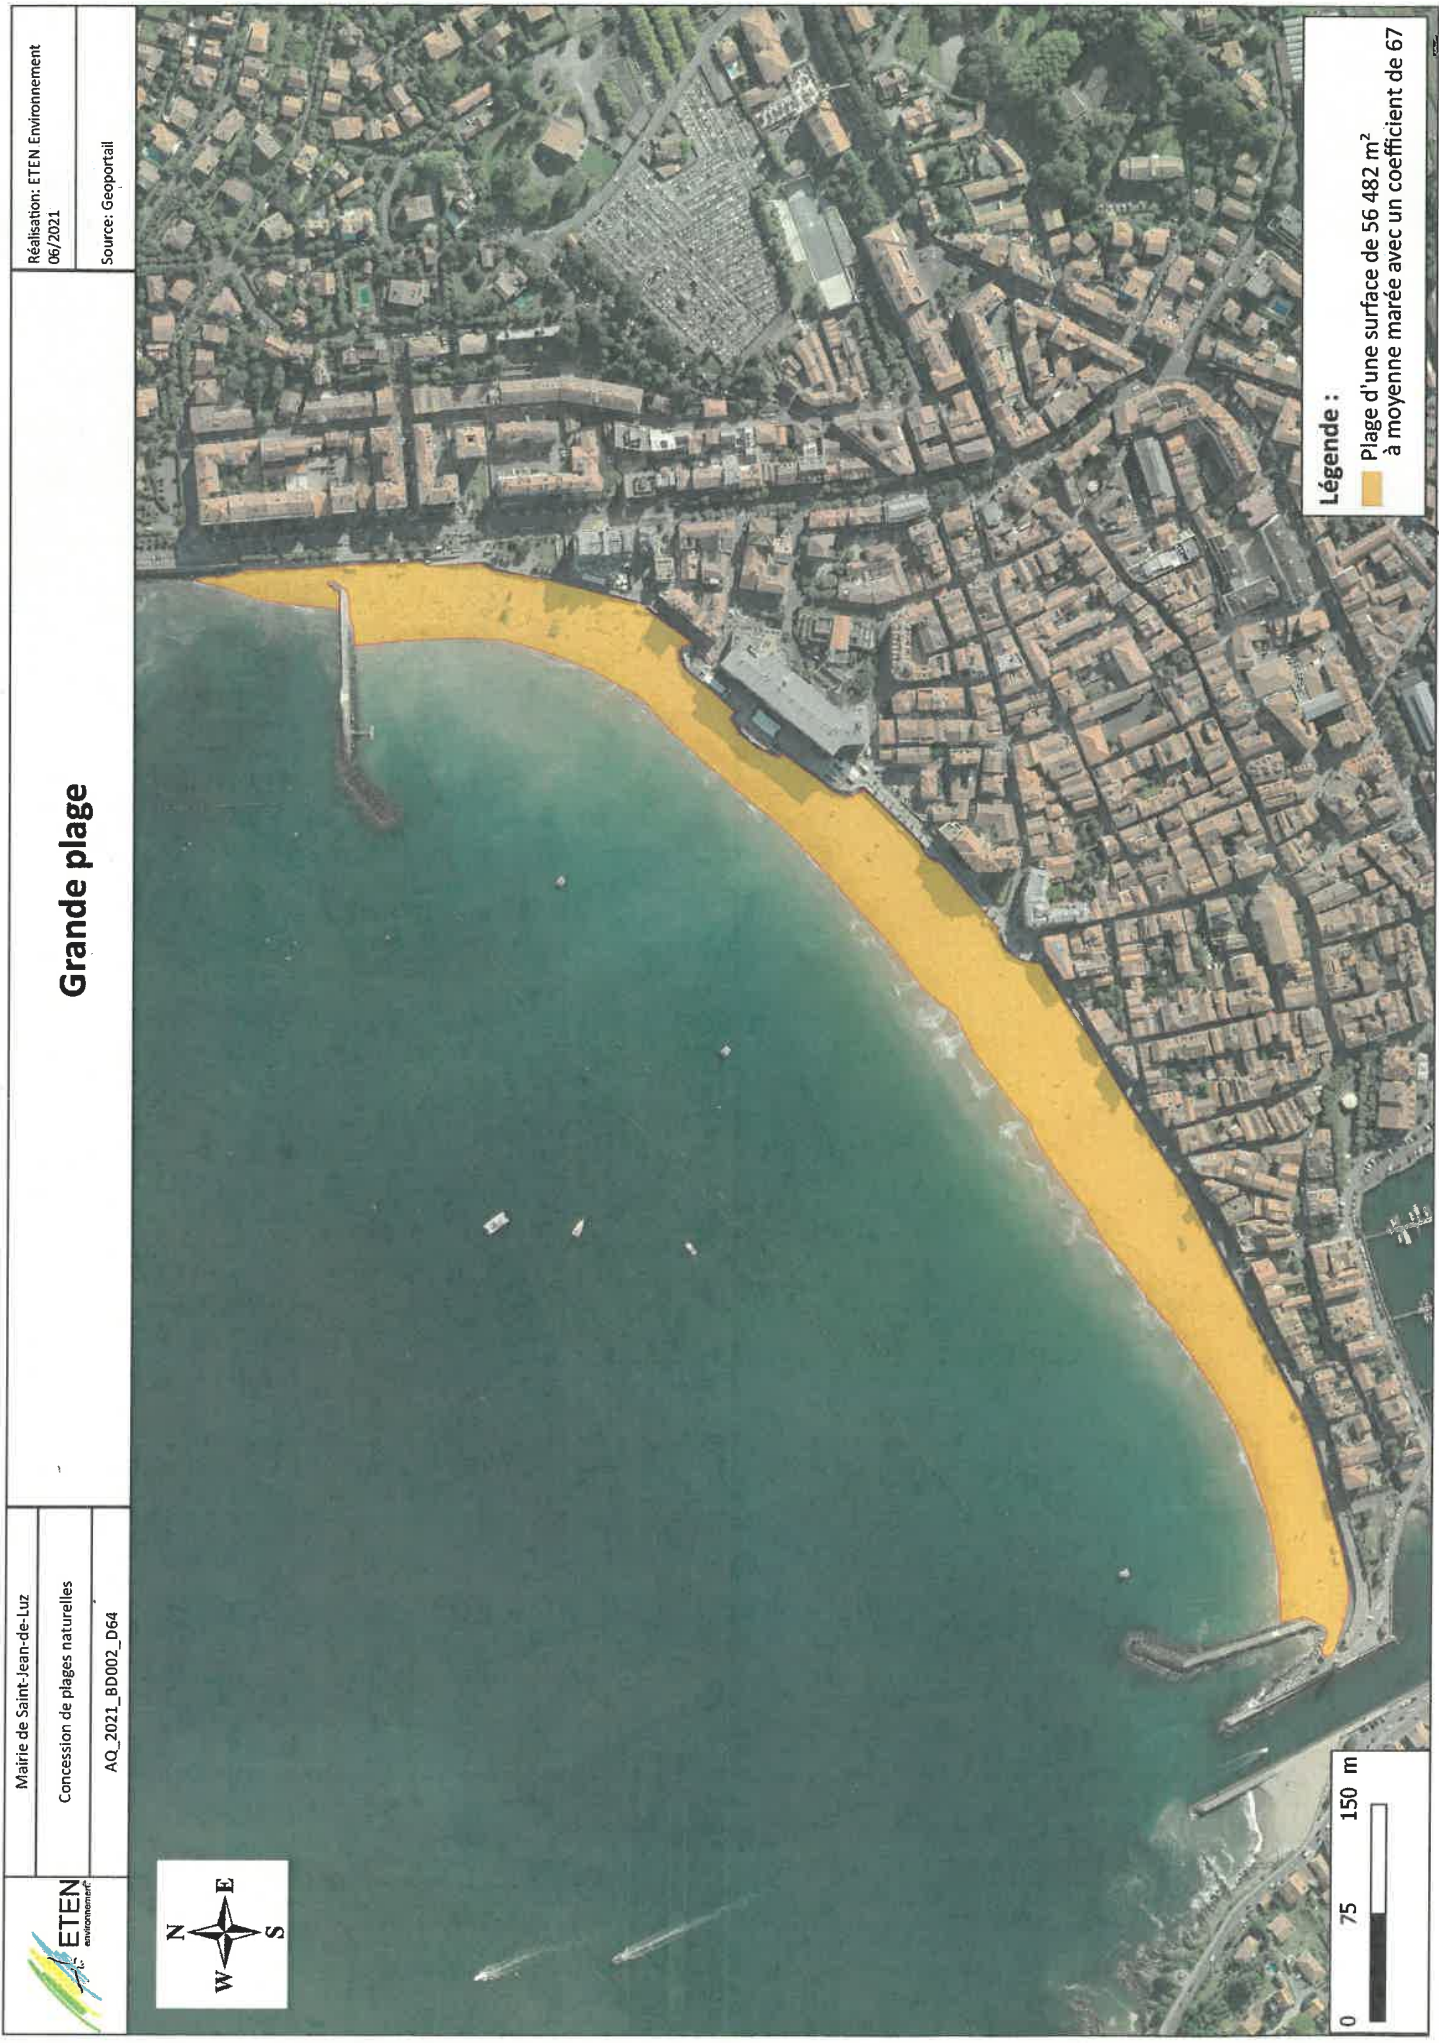 ETEN
environnement
Mairie de Saint-Jean-de-Luz
Concession de plages naturelles
AQ_2021_BD002_D64
Grande plage
Réalisation: ETEN Environnement
06/2021
Source: Geoportail
N
W
E
S
0 75 150 m
Légende :
Plage d'une surface de 56 482 m²
à moyenne marée avec un coefficient de 67